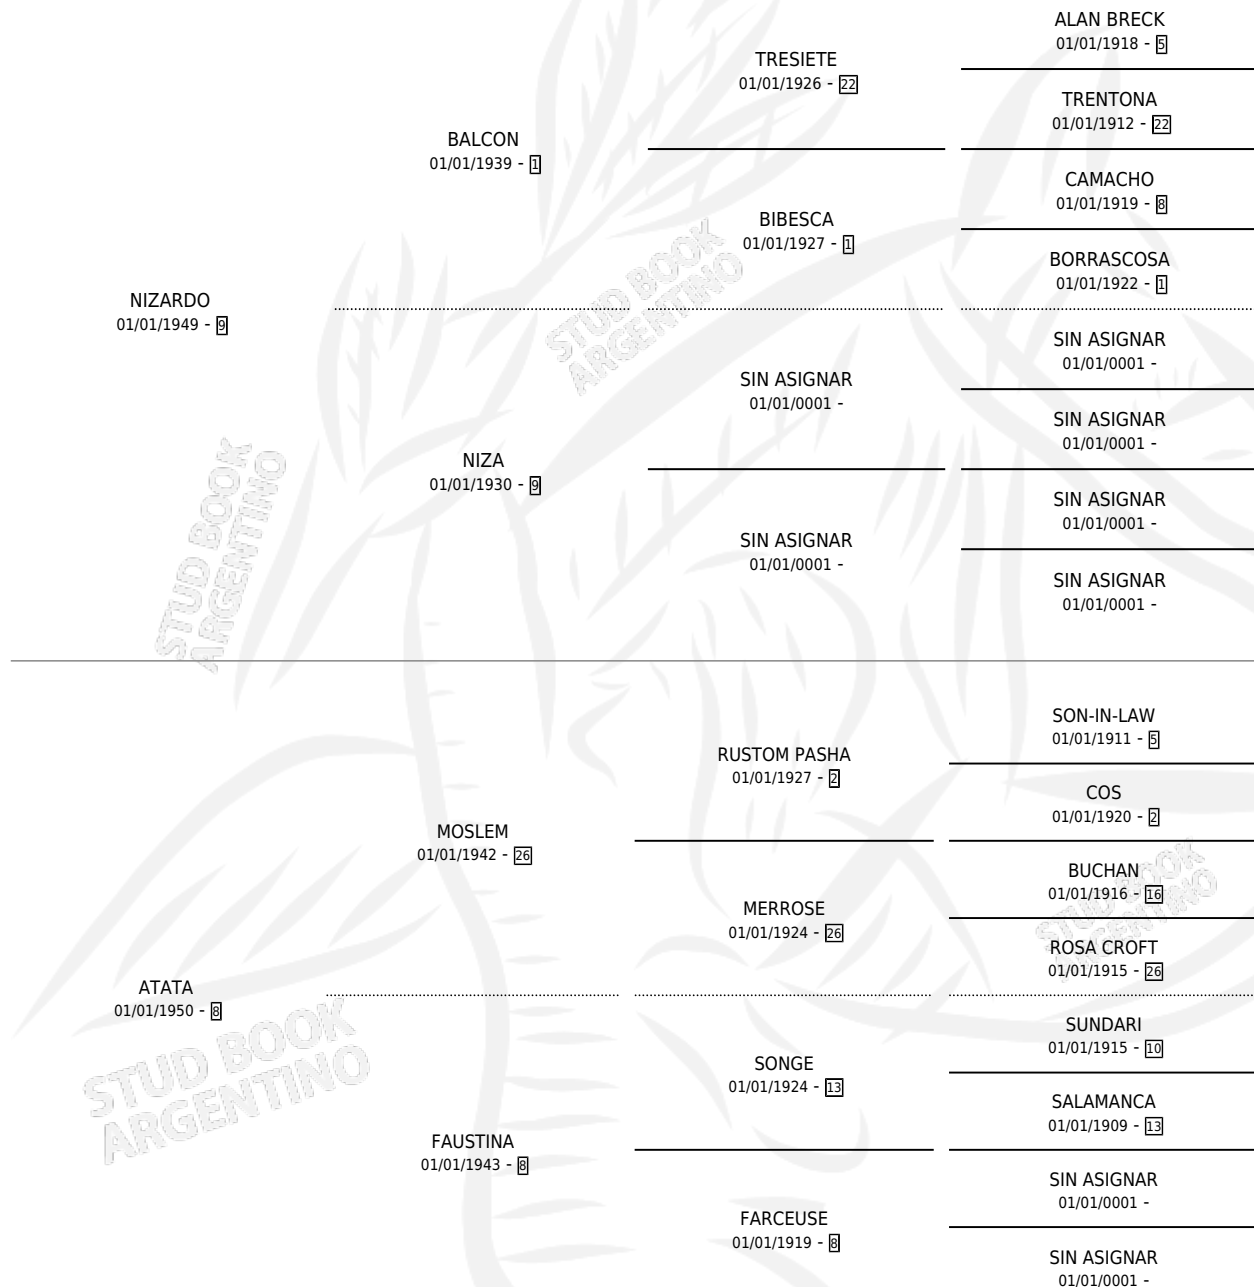 ALAN BRECK
01/01/1918 - 5
TRESIETE
01/01/1926 - 22
TRENTONA
01/01/1912 - 22
BALCON
01/01/1939 - 1
CAMACHO
01/01/1919 - 8
BIBESCA
01/01/1927 - 1
BORRASCOSA
01/01/1922 - 1
NIZARDO
01/01/1949 - 9
SIN ASIGNAR
01/01/0001 -
SIN ASIGNAR
01/01/0001 -
SIN ASIGNAR
01/01/0001 -
NIZA
01/01/1930 - 9
SIN ASIGNAR
01/01/0001 -
SIN ASIGNAR
01/01/0001 -
SIN ASIGNAR
01/01/0001 -
STUD BOOK
ARGENTINO
STUD BOOK
ARGENTINO
SON-IN-LAW
01/01/1911 - 5
RUSTOM PASHA
01/01/1927 - 2
COS
01/01/1920 - 2
MOSLEM
01/01/1942 - 26
BUCHAN
01/01/1916 - 16
MERROSE
01/01/1924 - 26
ROSA CROFT
01/01/1915 - 26
STUD BOOK
ARGENTINO
ATATA
01/01/1950 - 8
SUNDARI
01/01/1915 - 10
SONGE
01/01/1924 - 13
SALAMANCA
01/01/1909 - 13
STUD BOOK
ARGENTINO
FAUSTINA
01/01/1943 - 8
SIN ASIGNAR
01/01/0001 -
FARCEUSE
01/01/1919 - 8
SIN ASIGNAR
01/01/0001 -